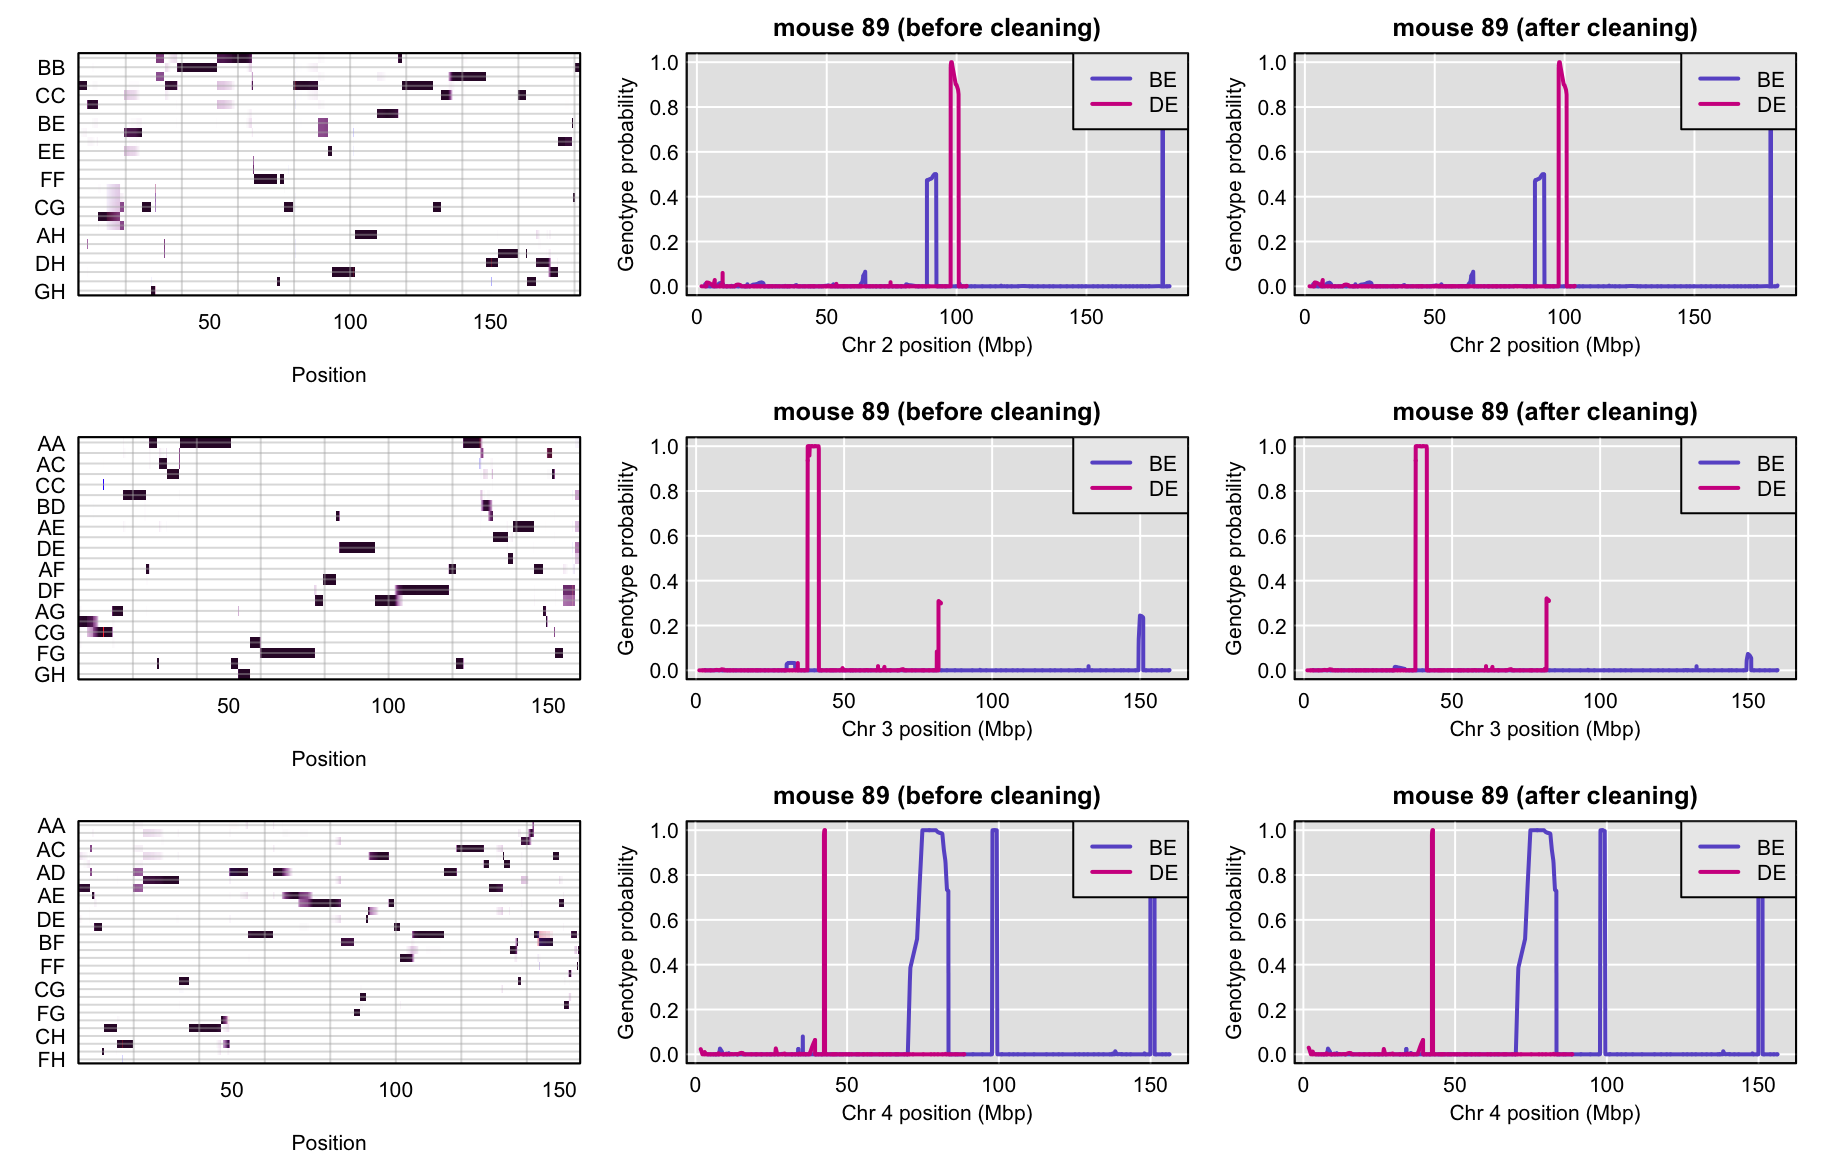 BB
CC
BE
EE
FF
CG
AH
DH
GH
50 100 150
Position
mouse 89 (before cleaning)
Genotype probability
1.0
0.8
0.6
0.4
0.2
0.0
BE
DE
0 50 100 150
Chr 2 position (Mbp)
mouse 89 (after cleaning)
Genotype probability
1.0
0.8
0.6
0.4
0.2
0.0
BE
DE
0 50 100 150
Chr 2 position (Mbp)
AA
AC
CC
BD
AE
DE
AF
DF
AG
CG
FG
GH
50 100 150
Position
mouse 89 (before cleaning)
Genotype probability
1.0
0.8
0.6
0.4
0.2
0.0
BE
DE
0 50 100 150
Chr 3 position (Mbp)
mouse 89 (after cleaning)
Genotype probability
1.0
0.8
0.6
0.4
0.2
0.0
BE
DE
0 50 100 150
Chr 3 position (Mbp)
AA
AC
AD
AE
DE
BF
FF
CG
FG
CH
FH
50 100 150
Position
mouse 89 (before cleaning)
Genotype probability
1.0
0.8
0.6
0.4
0.2
0.0
BE
DE
0 50 100 150
Chr 4 position (Mbp)
mouse 89 (after cleaning)
Genotype probability
1.0
0.8
0.6
0.4
0.2
0.0
BE
DE
0 50 100 150
Chr 4 position (Mbp)